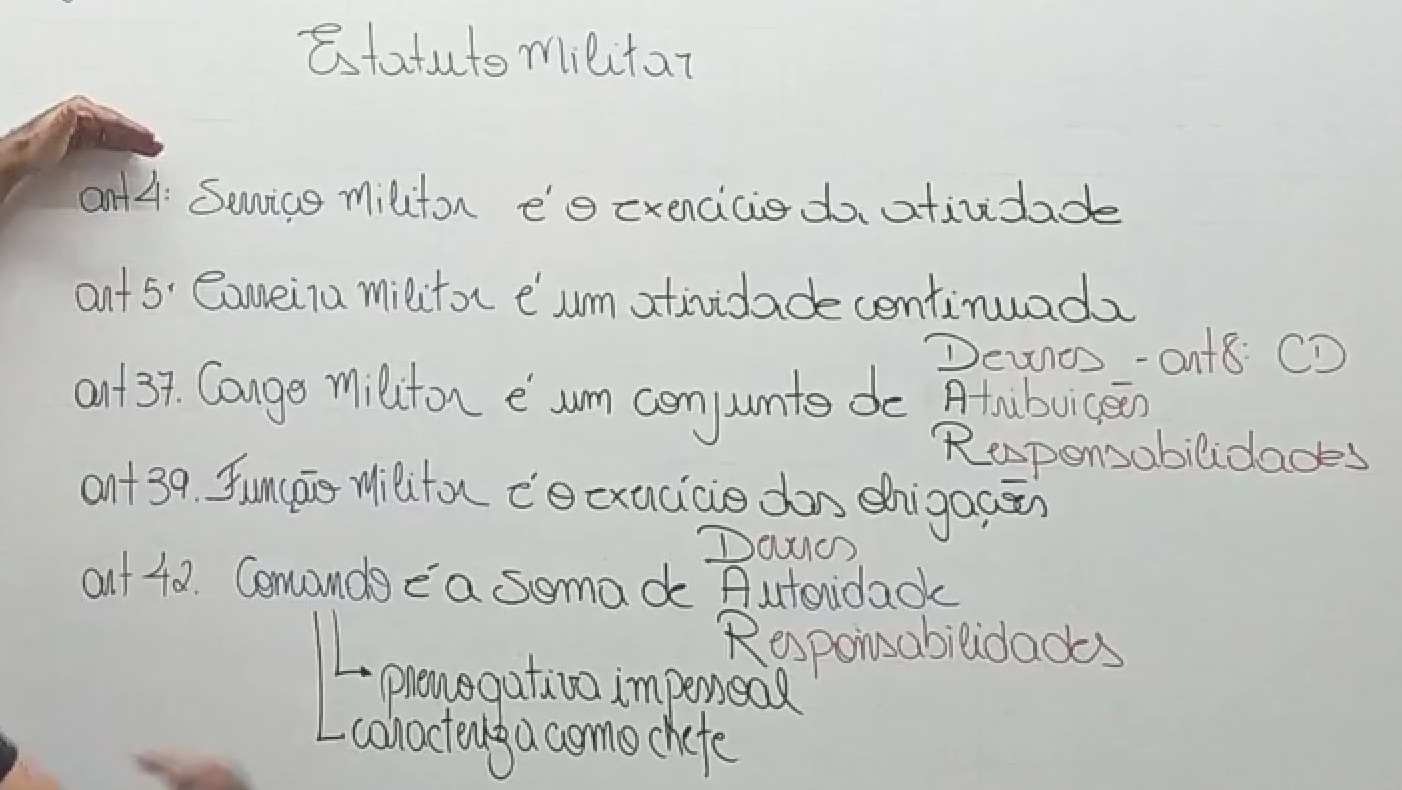 Estatuto Militar
art 4: Serviço Militar é o exercício da atividade
art 5. Carreira Militar é um atividade continuada
Deveres - art 8: CD
art 37. Cargo Militar é um conjunto de Atribuições
Responsabilidades
art 39. Função Militar é o exercício das obrigações
Deveres
art 42. Comando é a soma de Autoridade
Responsabilidades
prerrogativa impessoal
caracteriza como chefe